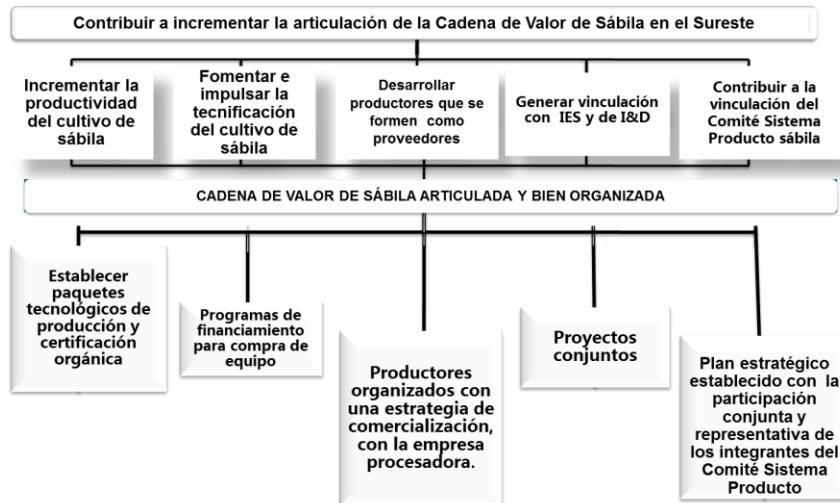 Contribuir a incrementar la articulación de la Cadena de Valor de Sábila en el Sureste
Incrementar la
productividad
del cultivo de
sábila
Fomentar e
impulsar la
tecnificación
del cultivo de
sábila
Desarrollar
productores que se
formen como
proveedores
Generar vinculación
con IES y de I&D
Contribuir a la
vinculación del
Comité Sistema
Producto sábila
CADENA DE VALOR DE SÁBILA ARTICULADA Y BIEN ORGANIZADA
Establecer
paquetes
tecnológicos de
producción y
certificación
orgánica
Programas de
financiamiento
para compra de
equipo
Productores
organizados con
una estrategia de
comercialización,
con la empresa
procesadora.
Proyectos
conjuntos
Plan estratégico
establecido con la
participación
conjunta y
representativa de
los integrantes del
Comité Sistema
Producto